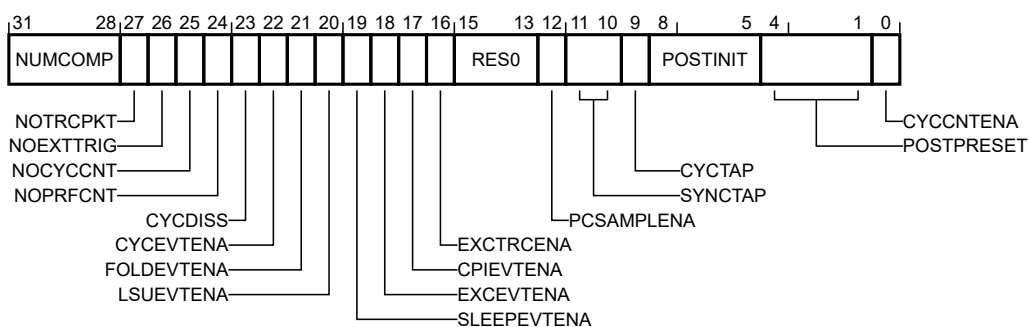 31 28 27 26 25 24 23 22 21 20 19 18 17 16 15 13 12 11 10 9 8 5 4 1 0
NUMCOMP RES0 POSTINIT
NOTRCPKT CYCCNTENA
NOEXTTRIG POSTPRESET
NOCYCCNT CYCTAP
NOPRFCNT SYNCTAP
CYCDISS PCSAMPLENA
CYCEVTENA EXCTRCENA
FOLDEVTENA CPIEVTENA
LSUEVTENA EXCEVTENA
SLEEPEVTENA